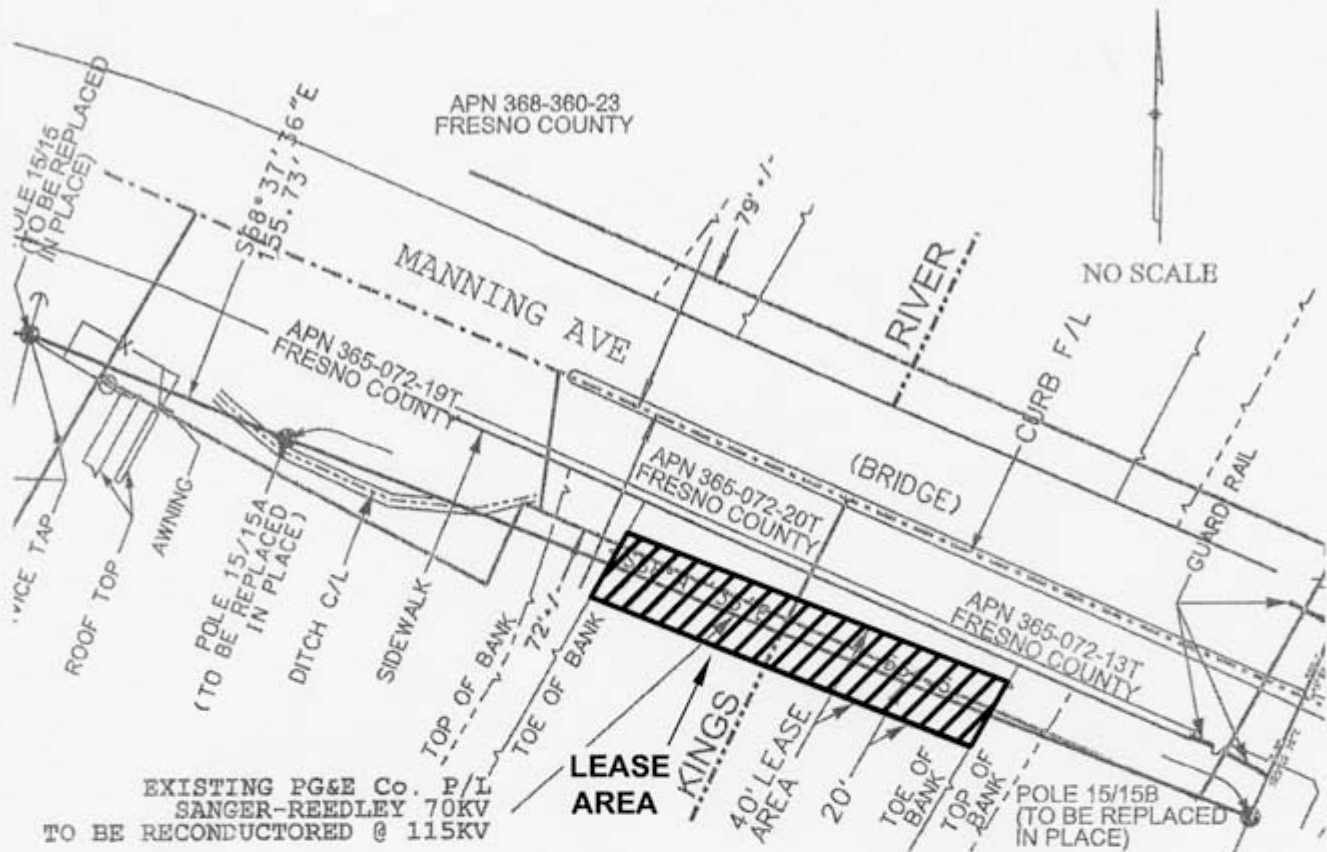 APN 368-360-23
FRESNO COUNTY
15/15
(TO BE REPLACED
IN PLACE)
S68°37'36"E
155.73'
79' +/-
NO SCALE
MANNING AVE
RIVER
CURB F/L
APN 365-072-19T
FRESNO COUNTY
(BRIDGE)
GUARD RAIL
APN 365-072-20T
FRESNO COUNTY
APN 365-072-13T
FRESNO COUNTY
TAP
ROOF TOP
AWNING
POLE 15/15A
(TO BE REPLACED
IN PLACE)
DITCH C/L
SIDEWALK
TOP OF BANK
72' +/-
TOE OF BANK
LEASE
AREA
KINGS
40' LEASE
AREA
20'
TOE OF
BANK
TOP OF
BANK
POLE 15/15B
(TO BE REPLACED
IN PLACE)
EXISTING PG&E Co. P/L
SANGER-REEDLEY 70KV
TO BE RECONDUCTORED @ 115KV